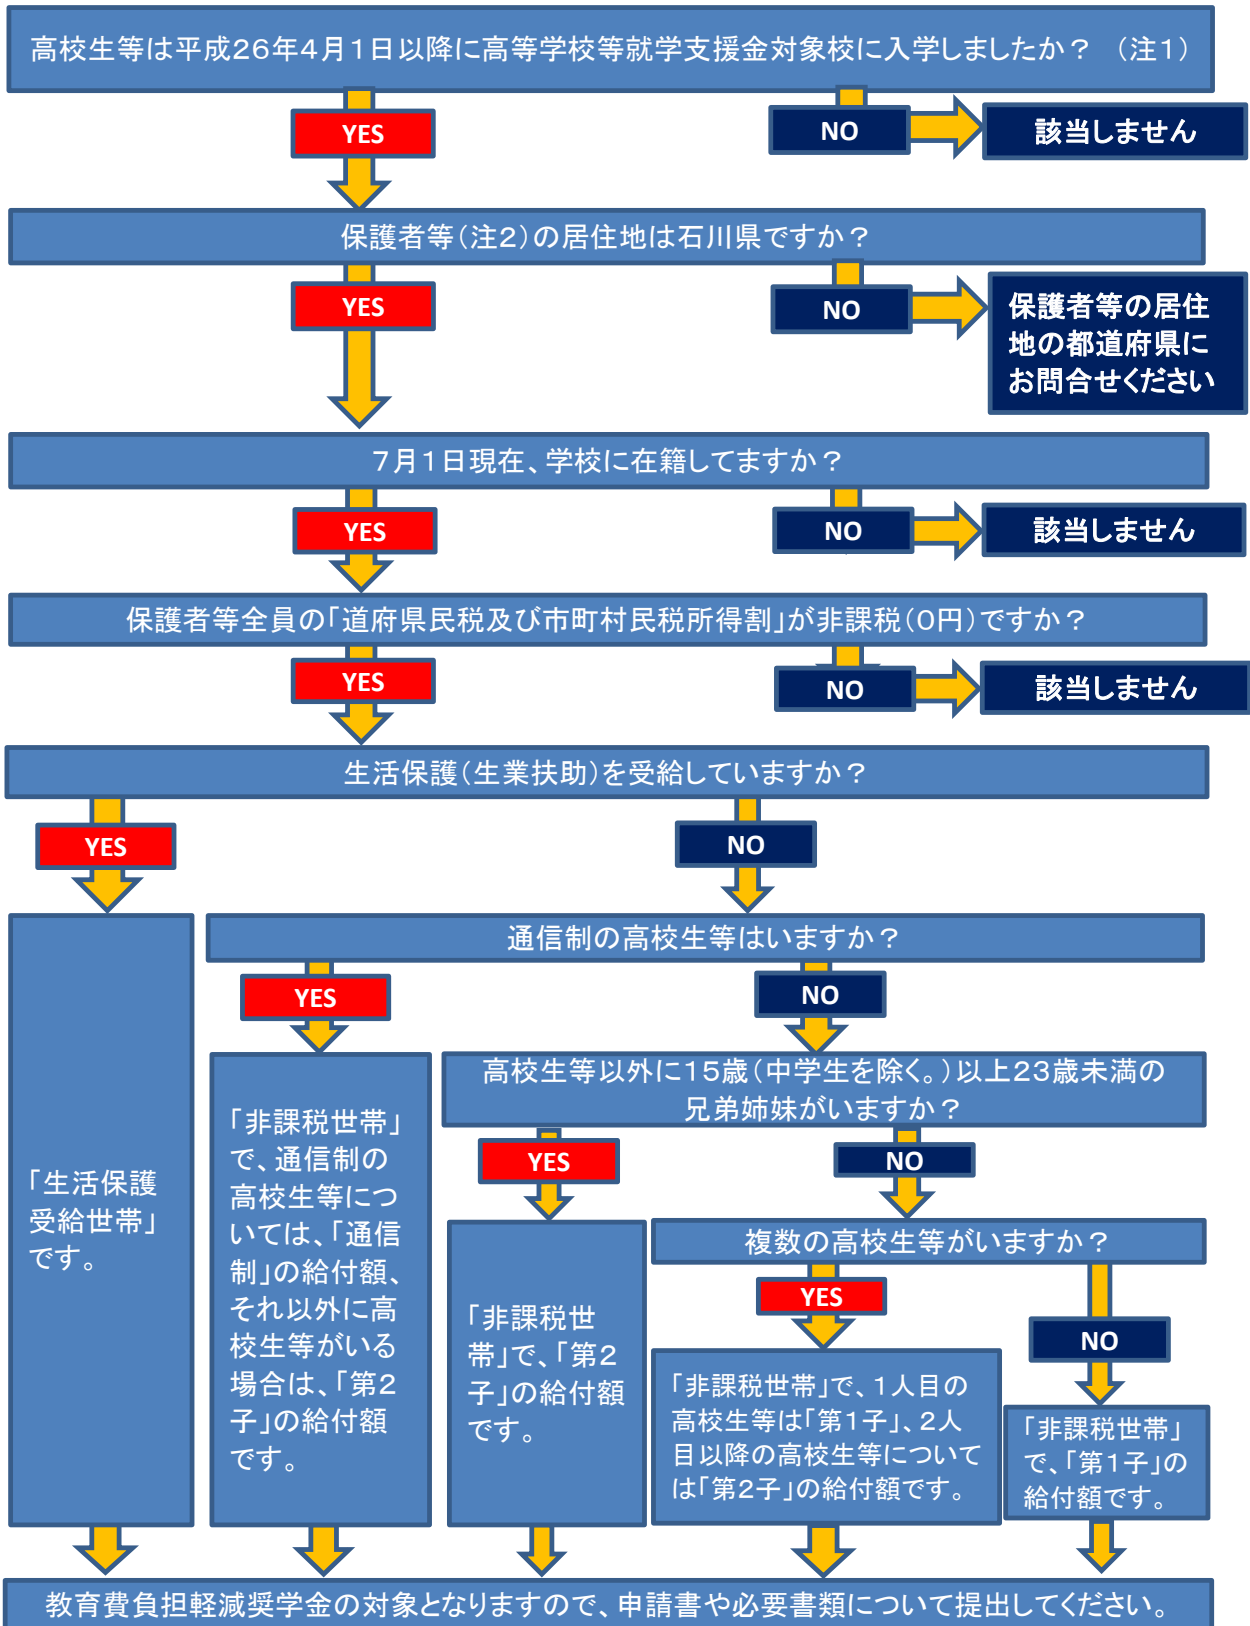 高校生等は平成26年4月1日以降に高等学校等就学支援金対象校に入学しましたか？（注1）
YES
NO
該当しません
保護者等（注2）の居住地は石川県ですか？
YES
NO
保護者等の居住
地の都道府県に
お問合せください
7月1日現在、学校に在籍してますか？
YES
NO
該当しません
保護者等全員の「道府県民税及び市町村民税所得割」が非課税（0円）ですか？
YES
NO
該当しません
生活保護（生業扶助）を受給していますか？
YES
NO
通信制の高校生等はいますか？
YES
NO
高校生等以外に15歳（中学生を除く。）以上23歳未満の
兄弟姉妹がいますか？
YES
NO
複数の高校生等がいますか？
YES
NO
「生活保護
受給世帯」
です。
「非課税世帯」
で、通信制の
高校生等につ
いては、「通信
制」の給付額、
それ以外に高
校生等がいる
場合は、「第2
子」の給付額
です。
「非課税世
帯」で、「第2
子」の給付額
です。
「非課税世帯」で、1人目の
高校生等は「第1子」、2人
目以降の高校生等について
は「第2子」の給付額です。
「非課税世帯」
で、「第1子」の
給付額です。
教育費負担軽減奨学金の対象となりますので、申請書や必要書類について提出してください。